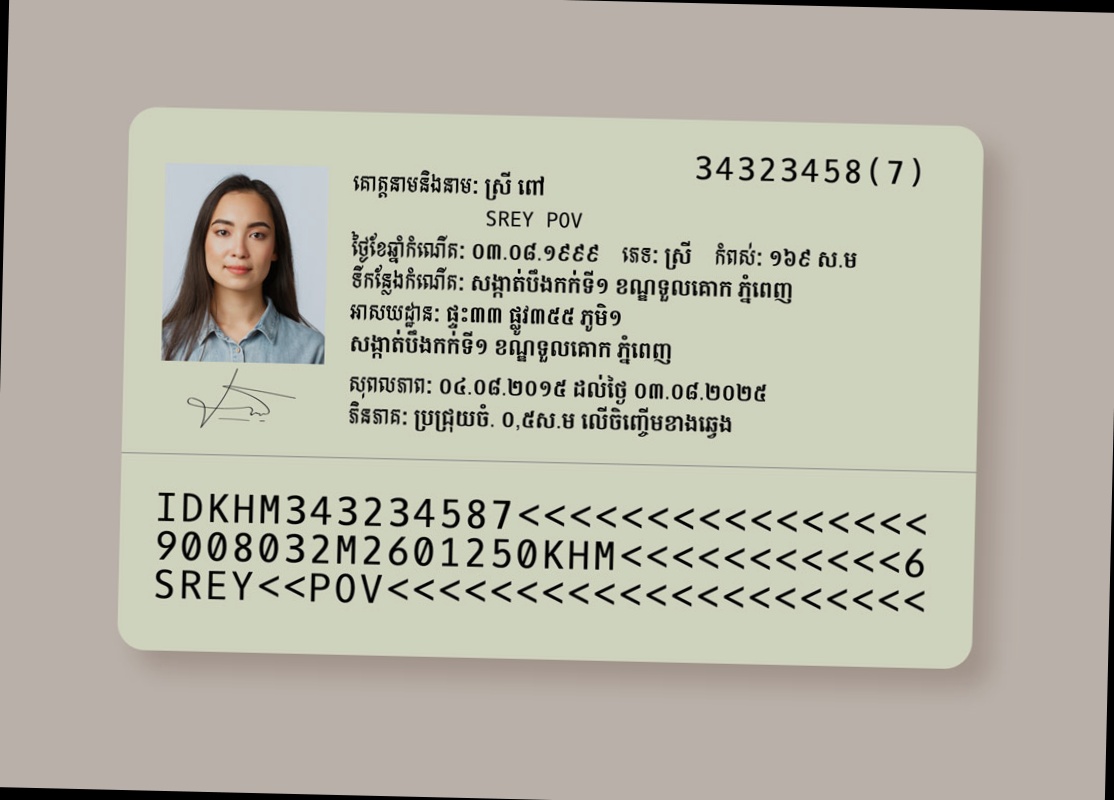 34323458(7)
គោត្តនាមនិងនាម: ស្រី ពៅ
SREY POV
ថ្ងៃខែឆ្នាំកំណើត: ០៣.០៨.១៩៩៩ ភេទ: ស្រី កំពស់: ១៦៩ ស.ម
ទីកន្លែងកំណើត: សង្កាត់បឹងកក់ទី១ ខណ្ឌទួលគោក ភ្នំពេញ
អាសយដ្ឋាន: ផ្ទះ៣៣ ផ្លូវ៣៥៥ ភូមិ១
សង្កាត់បឹងកក់ទី១ ខណ្ឌទួលគោក ភ្នំពេញ
សុពលភាព: ០៤.០៨.២០១៥ ដល់ថ្ងៃ ០៣.០៨.២០២៥
ភិនភាគ: ប្រជ្រុយចំ. ០,៥ស.ម លើចិញ្ចើមខាងឆ្វេង
IDKHM343234587<<<<<<<<<<<<<<<<
9008032M2601250KHM<<<<<<<<<<<6
SREY<<POV<<<<<<<<<<<<<<<<<<<<<